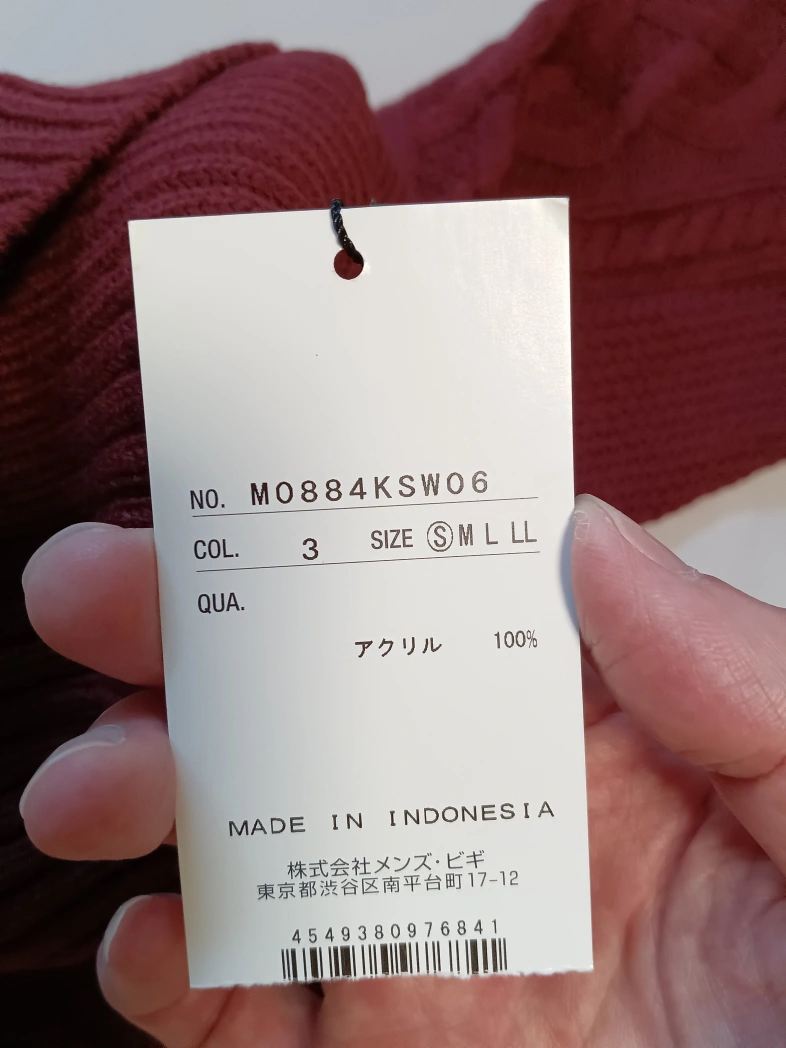 NO. M0884KSW06
COL. 3 SIZE Ⓢ M L LL
QUA.
アクリル 100%
MADE IN INDONESIA
株式会社メンズ・ビギ
東京都渋谷区南平台町17-12
4549380976841